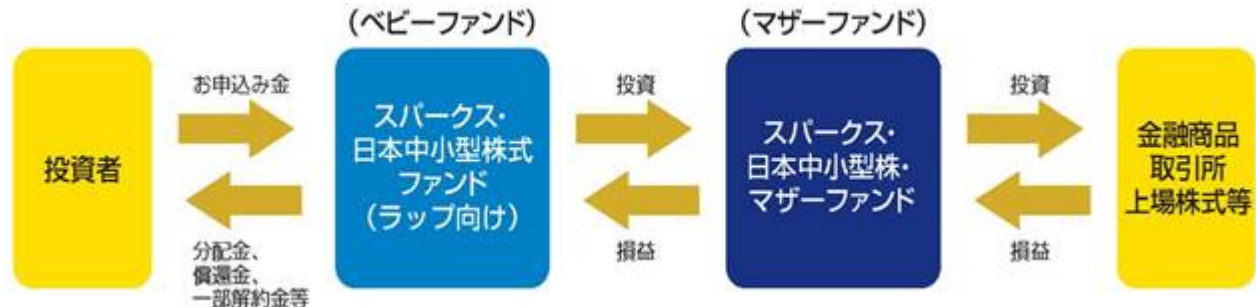 (ベビーファンド)
(マザーファンド)
投資者
お申込み金
分配金、
償還金、
一部解約金等
スパークス・
日本中小型株式
ファンド
(ラップ向け)
投資
損益
スパークス・
日本中小型株・
マザーファンド
投資
損益
金融商品
取引所
上場株式等